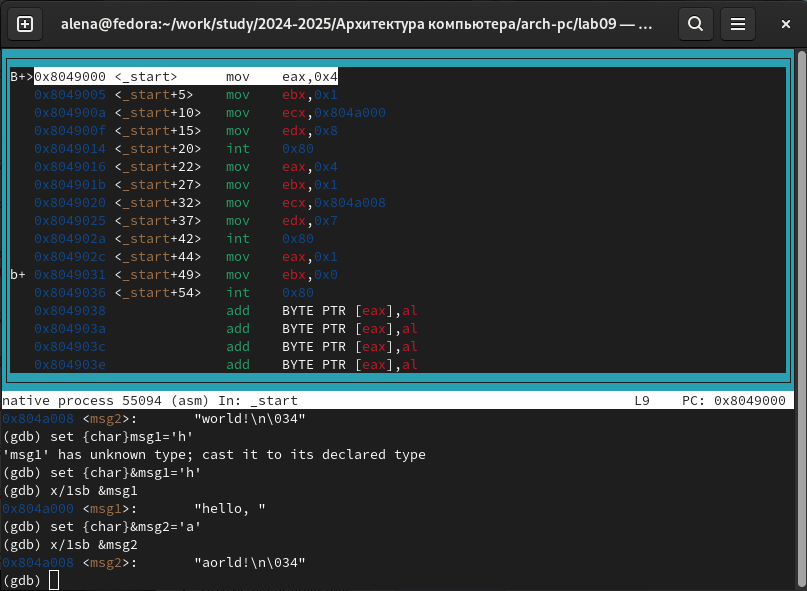 alena@fedora:~/work/study/2024-2025/Архитектура компьютера/arch-pc/lab09 — ...
B+>0x8049000 <_start>      mov    eax,0x4
   0x8049005 <_start+5>    mov    ebx,0x1
   0x804900a <_start+10>   mov    ecx,0x804a000
   0x804900f <_start+15>   mov    edx,0x8
   0x8049014 <_start+20>   int    0x80
   0x8049016 <_start+22>   mov    eax,0x4
   0x804901b <_start+27>   mov    ebx,0x1
   0x8049020 <_start+32>   mov    ecx,0x804a008
   0x8049025 <_start+37>   mov    edx,0x7
   0x804902a <_start+42>   int    0x80
   0x804902c <_start+44>   mov    eax,0x1
b+ 0x8049031 <_start+49>   mov    ebx,0x0
   0x8049036 <_start+54>   int    0x80
   0x8049038               add    BYTE PTR [eax],al
   0x804903a               add    BYTE PTR [eax],al
   0x804903c               add    BYTE PTR [eax],al
   0x804903e               add    BYTE PTR [eax],al
native process 55094 (asm) In: _start    L9    PC: 0x8049000
0x804a008 <msg2>:       "world!\n\034"
(gdb) set {char}msg1='h'
'msg1' has unknown type; cast it to its declared type
(gdb) set {char}&msg1='h'
(gdb) x/1sb &msg1
0x804a000 <msg1>:       "hello, "
(gdb) set {char}&msg2='a'
(gdb) x/1sb &msg2
0x804a008 <msg2>:       "aorld!\n\034"
(gdb)